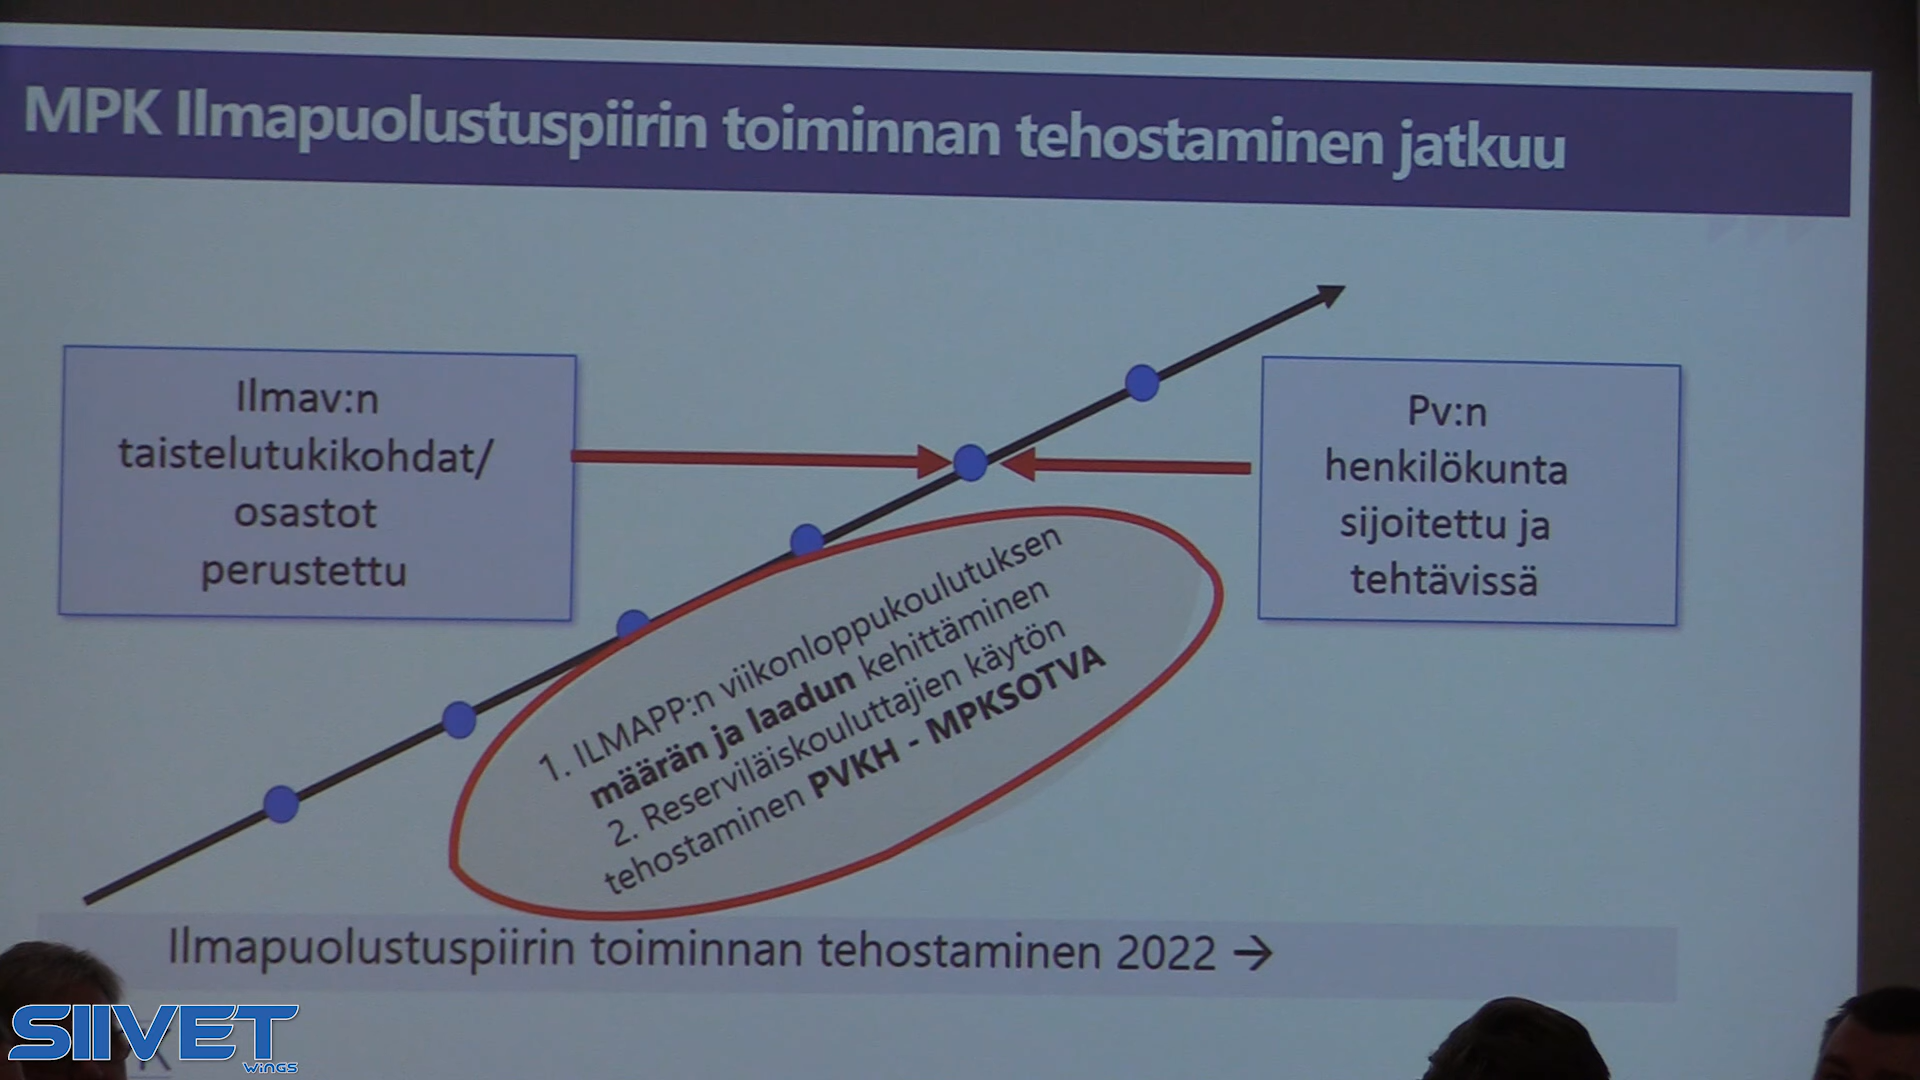 MPK Ilmapuolustuspiirin toiminnan tehostaminen jatkuu
Ilmav:n
taistelutukikohdat/
osastot
perustettu
Pv:n
henkilökunta
sijoitettu ja
tehtävissä
1. ILMAPP:n viikonloppukoulutuksen
määrän ja laadun kehittäminen
2. Reserviläiskouluttajien käytön
tehostaminen PVKH - MPKSOTVA
Ilmapuolustuspiirin toiminnan tehostaminen 2022 →
SIIVET
WINGS